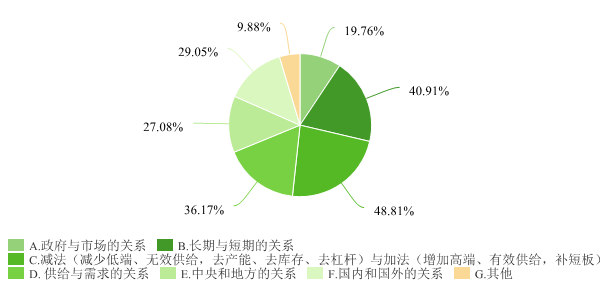 9.88%
19.76%
29.05%
40.91%
27.08%
36.17%
48.81%
A.政府与市场的关系 B.长期与短期的关系
C.减法（减少低端、无效供给，去产能、去库存、去杠杆）与加法（增加高端、有效供给，补短板）
D. 供给与需求的关系 E.中央和地方的关系 F.国内和国外的关系 G.其他